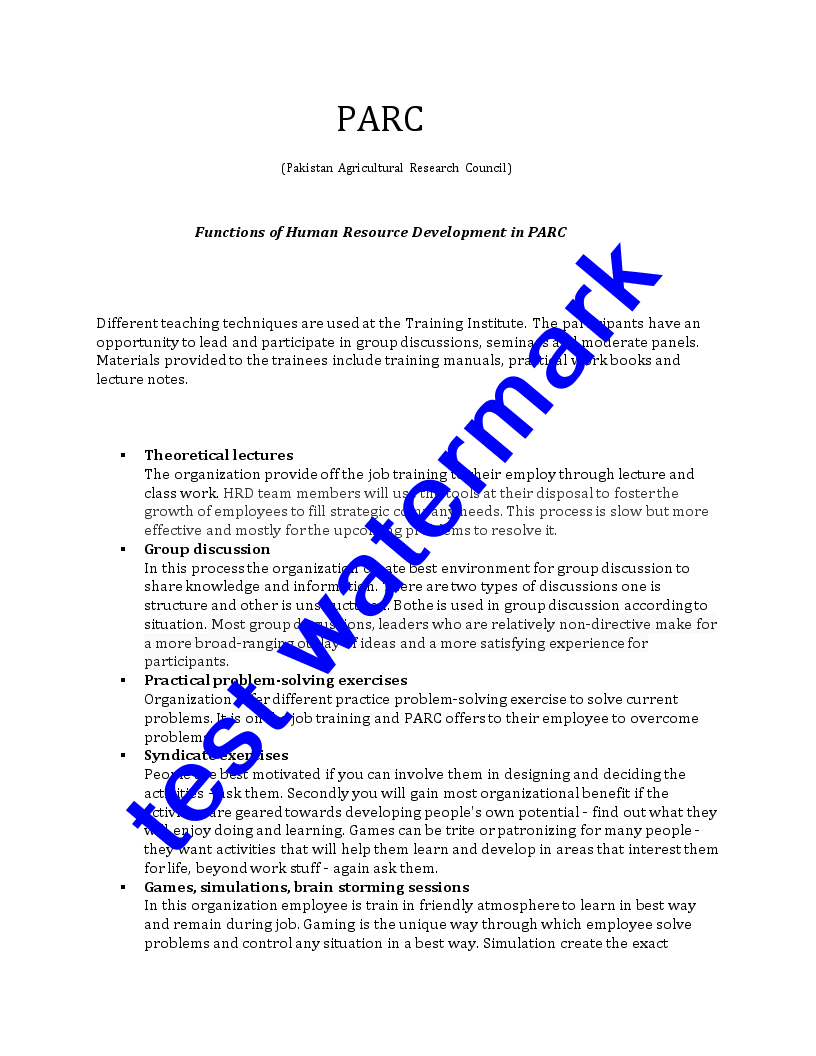 PARC
(Pakistan Agricultural Research Council)
Functions of Human Resource Development in PARC
Different teaching techniques are used at the Training Institute. The participants have an
opportunity to lead and participate in group discussions, seminars and moderate panels.
Materials provided to the trainees include training manuals, practical work books and
lecture notes.
▪ Theoretical lectures
The organization provide off the job training to their employ through lecture and
class work. HRD team members will use the tools at their disposal to foster the
growth of employees to fill strategic company needs. This process is slow but more
effective and mostly for the upcoming problems to resolve it.
▪ Group discussion
In this process the organization create best environment for group discussion to
share knowledge and information. There are two types of discussions one is
structure and other is unstructured. Bothe is used in group discussion according to
situation. Most group discussions, leaders who are relatively non-directive make for
a more broad-ranging outlay of ideas and a more satisfying experience for
participants.
▪ Practical problem-solving exercises
Organization offer different practice problem-solving exercise to solve current
problems. It is on the job training and PARC offers to their employee to overcome
problems
▪ Syndicate exercises
People are best motivated if you can involve them in designing and deciding the
activities - ask them. Secondly you will gain most organizational benefit if the
activities are geared towards developing people's own potential - find out what they
will enjoy doing and learning. Games can be trite or patronizing for many people -
they want activities that will help them learn and develop in areas that interest them
for life, beyond work stuff - again ask them.
▪ Games, simulations, brain storming sessions
In this organization employee is train in friendly atmosphere to learn in best way
and remain during job. Gaming is the unique way through which employee solve
problems and control any situation in a best way. Simulation create the exact
test watermark